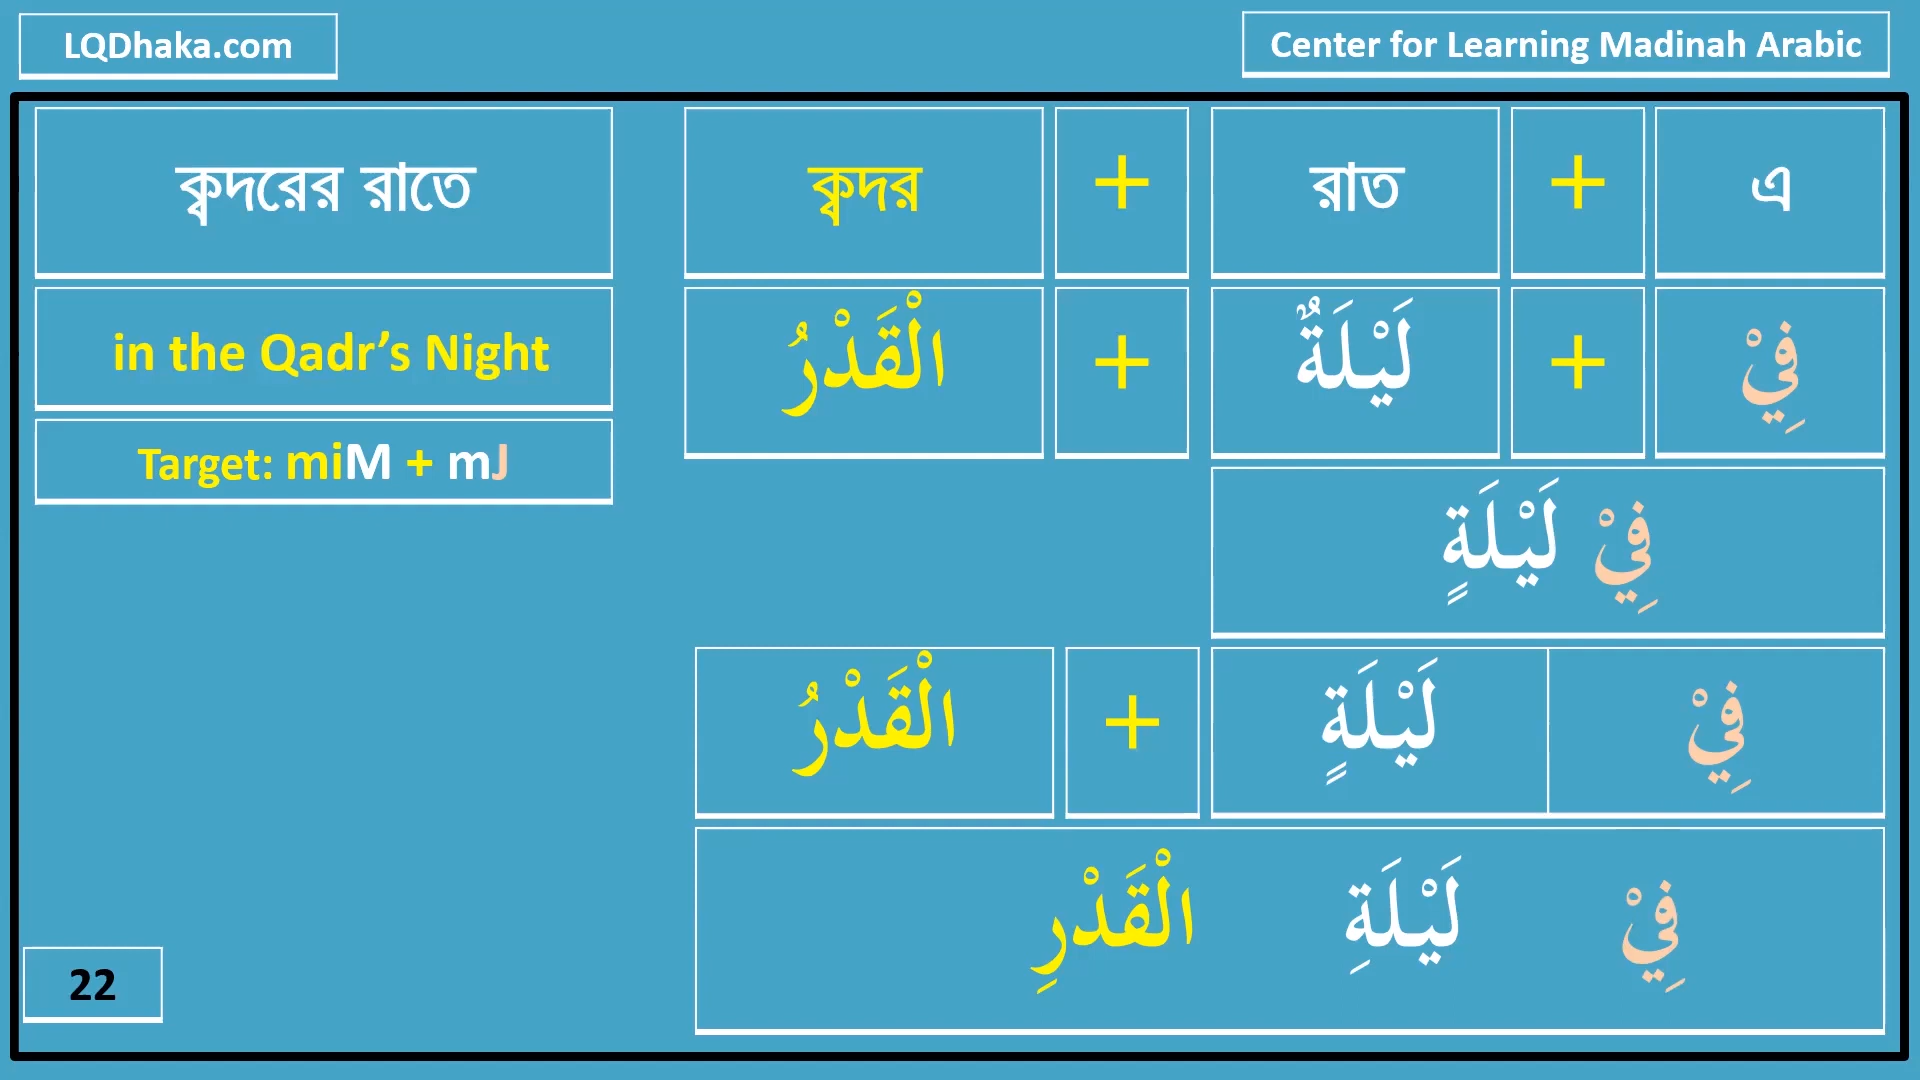 LQDhaka.com
Center for Learning Madinah Arabic
ক্বদরের রাতে
ক্বদর + রাত + এ
in the Qadr’s Night
فِيْ + لَيْلَةٌ + الْقَدْرُ
Target: miM + mJ
فِيْ لَيْلَةٍ
فِيْ لَيْلَةٍ + الْقَدْرُ
فِيْ لَيْلَةِ الْقَدْرِ
22